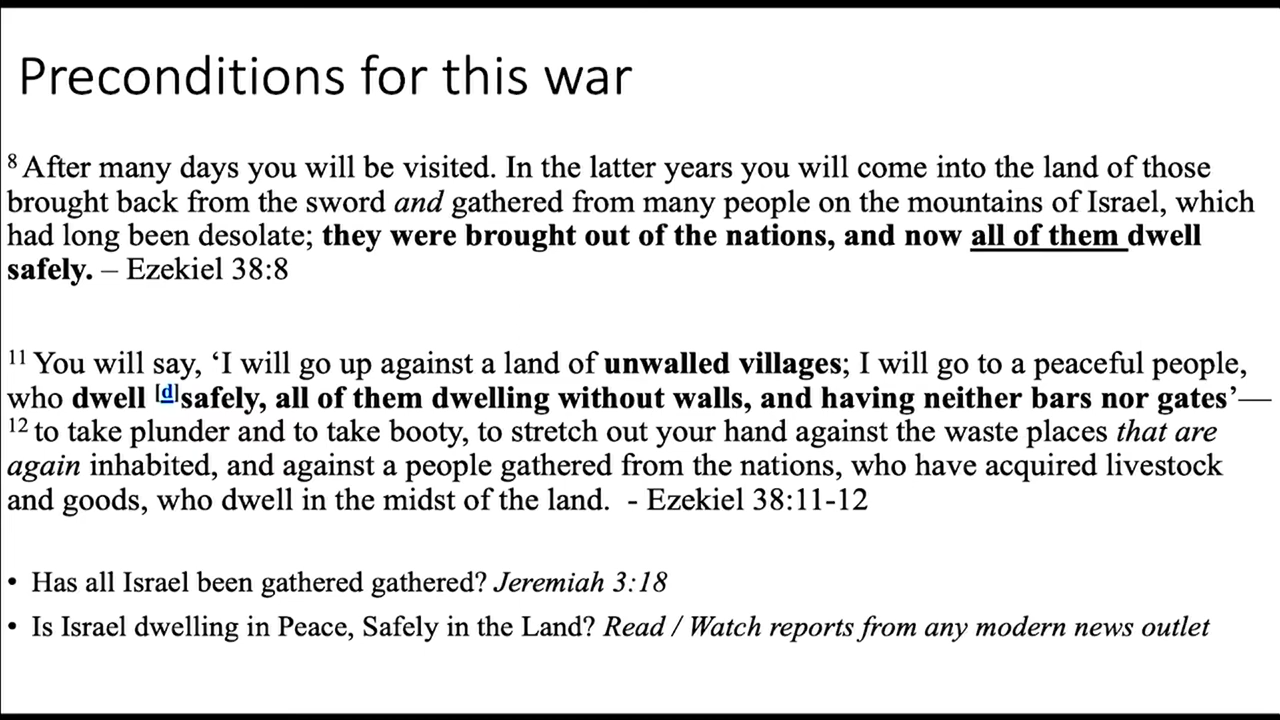 Preconditions for this war
8 After many days you will be visited. In the latter years you will come into the land of those
brought back from the sword and gathered from many people on the mountains of Israel, which
had long been desolate; they were brought out of the nations, and now all of them dwell
safely. – Ezekiel 38:8
11 You will say, ‘I will go up against a land of unwalled villages; I will go to a peaceful people,
who dwell [d]safely, all of them dwelling without walls, and having neither bars nor gates’—
12 to take plunder and to take booty, to stretch out your hand against the waste places that are
again inhabited, and against a people gathered from the nations, who have acquired livestock
and goods, who dwell in the midst of the land. - Ezekiel 38:11-12
• Has all Israel been gathered gathered? Jeremiah 3:18
• Is Israel dwelling in Peace, Safely in the Land? Read / Watch reports from any modern news outlet